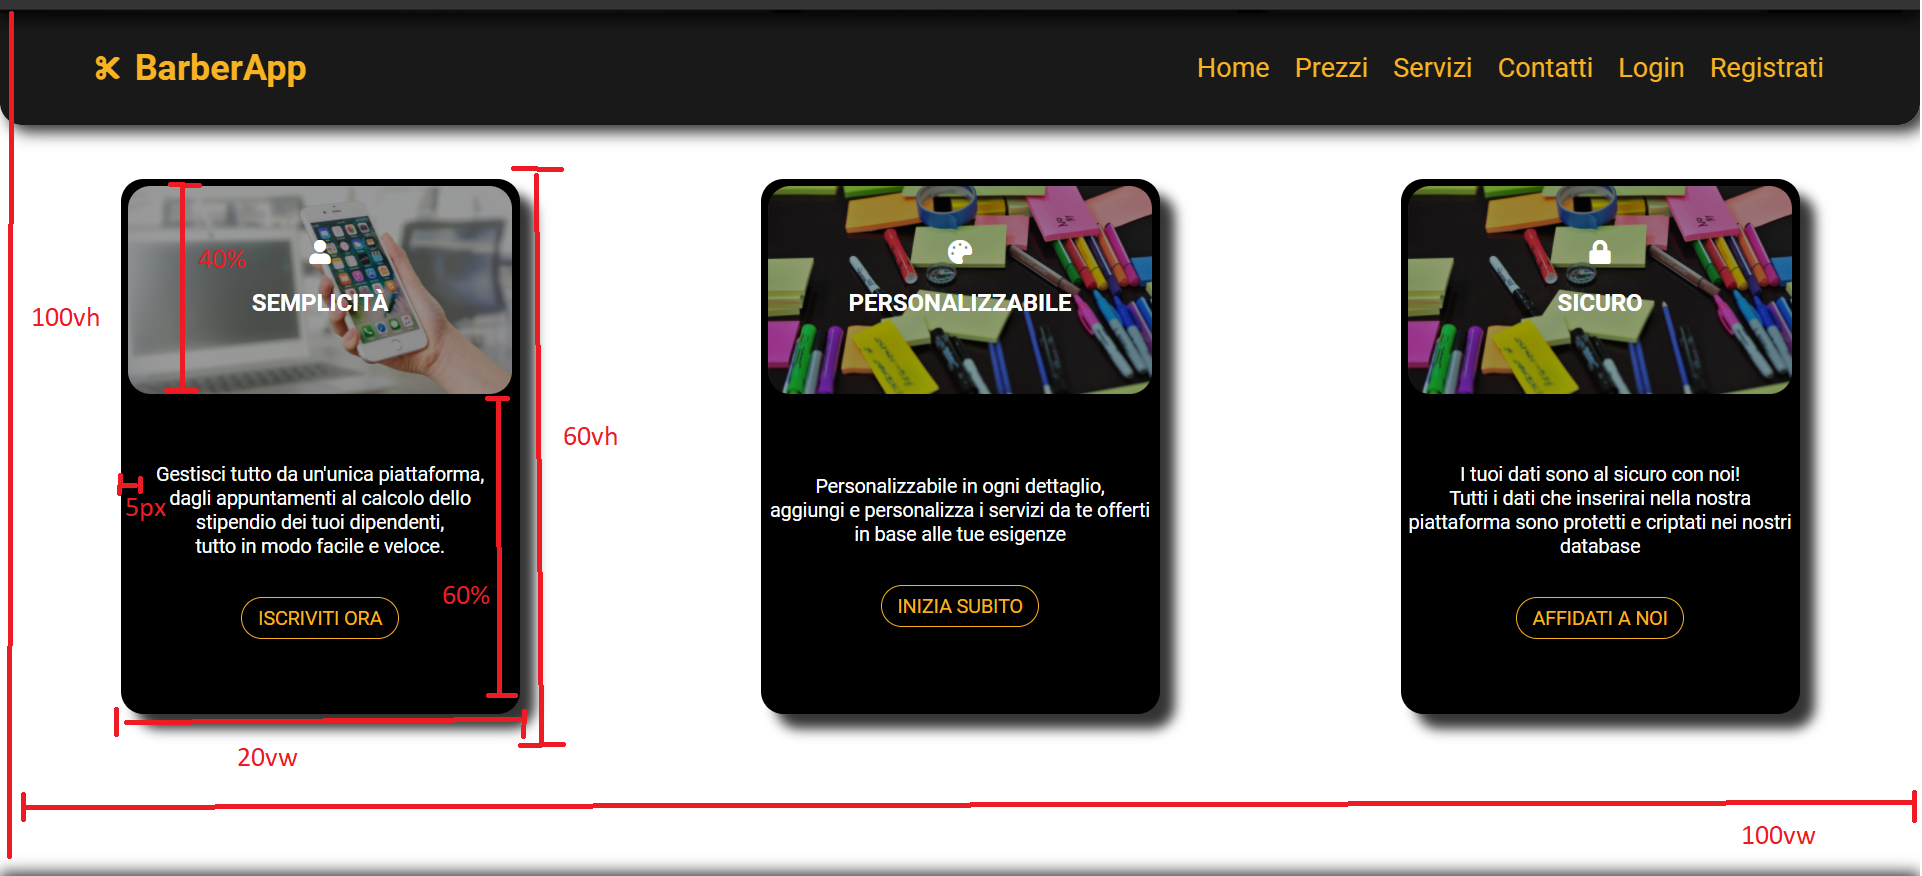 BarberApp
Home Prezzi Servizi Contatti Login Registrati
40%
SEMPLICITÀ
100vh
60vh
Gestisci tutto da un'unica piattaforma,
dagli appuntamenti al calcolo dello
stipendio dei tuoi dipendenti,
tutto in modo facile e veloce.
5px
60%
ISCRIVITI ORA
20vw
PERSONALIZZABILE
Personalizzabile in ogni dettaglio,
aggiungi e personalizza i servizi da te offerti
in base alle tue esigenze
INIZIA SUBITO
SICURO
I tuoi dati sono al sicuro con noi!
Tutti i dati che inserirai nella nostra
piattaforma sono protetti e criptati nei nostri
database
AFFIDATI A NOI
100vw